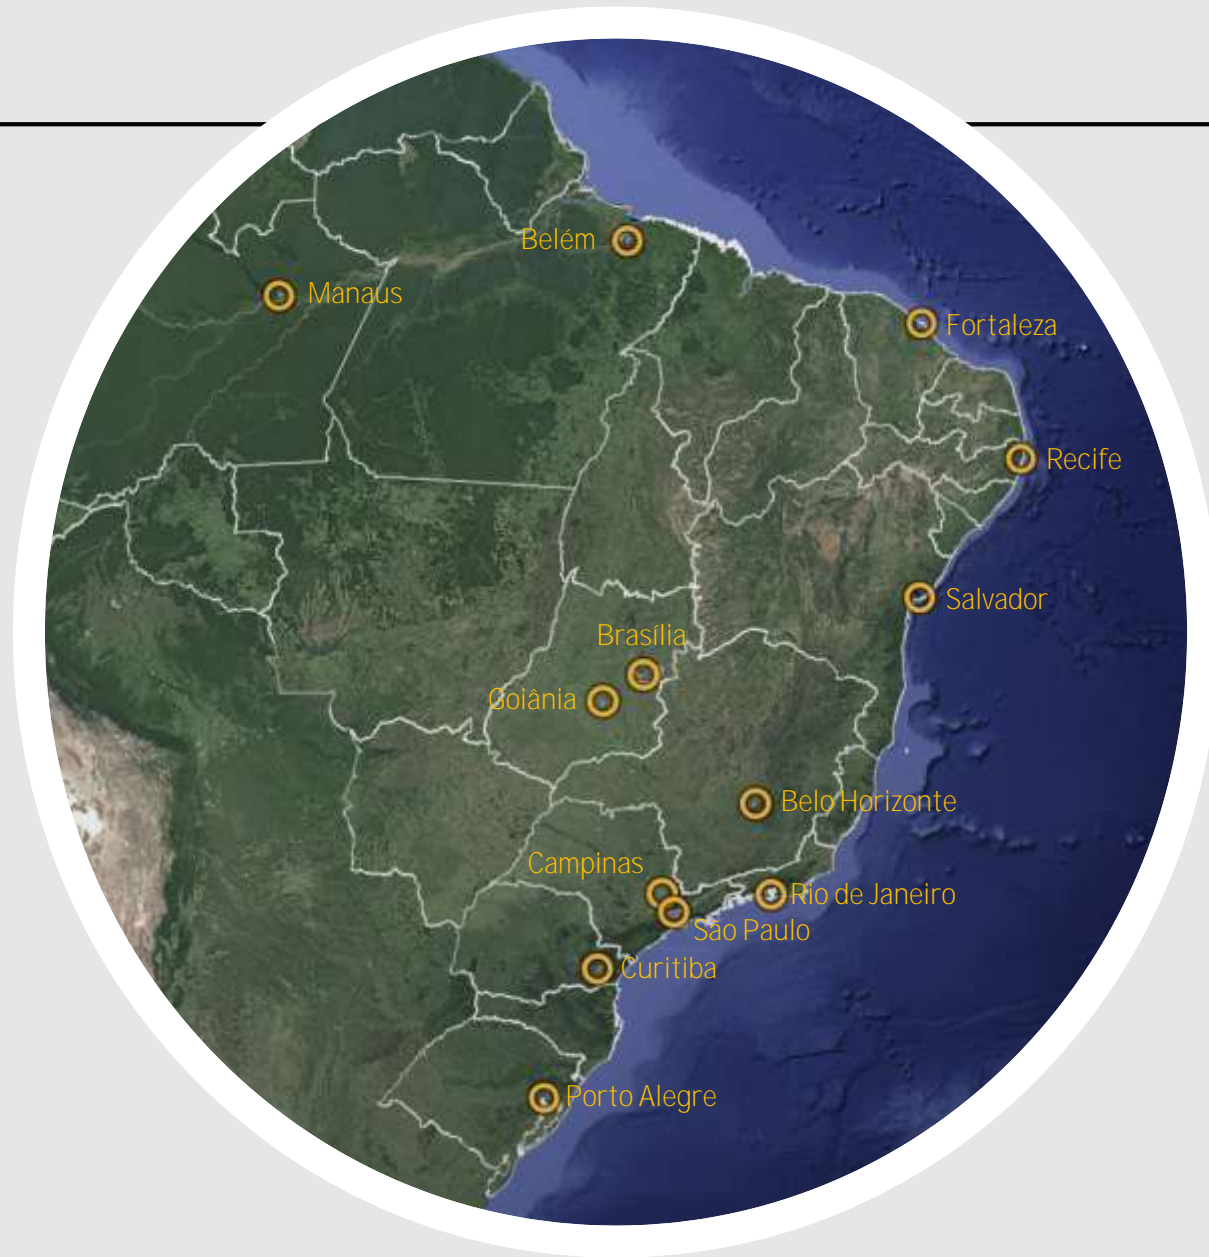 Belém
Manaus
Fortaleza
Recife
Salvador
Brasília
Goiânia
Belo Horizonte
Campinas
Rio de Janeiro
São Paulo
Curitiba
Porto Alegre